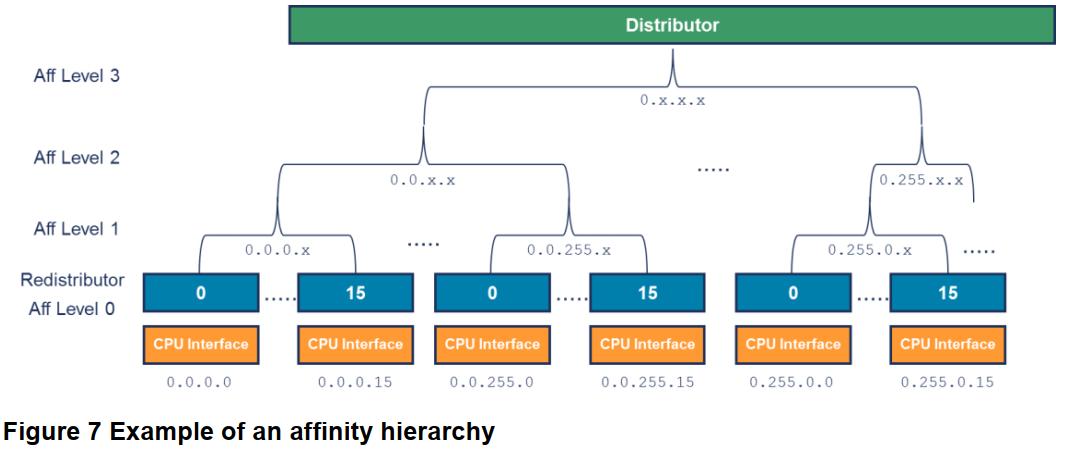 Distributor
Aff Level 3
0.x.x.x
Aff Level 2
0.0.x.x
.....
0.255.x.x
Aff Level 1
0.0.0.x
.....
0.0.255.x
0.255.0.x
.....
Redistributor
Aff Level 0
0 ..... 15 0 ..... 15 0 ..... 15
CPU Interface CPU Interface CPU Interface CPU Interface CPU Interface CPU Interface
0.0.0.0 0.0.0.15 0.0.255.0 0.0.255.15 0.255.0.0 0.255.0.15
Figure 7 Example of an affinity hierarchy